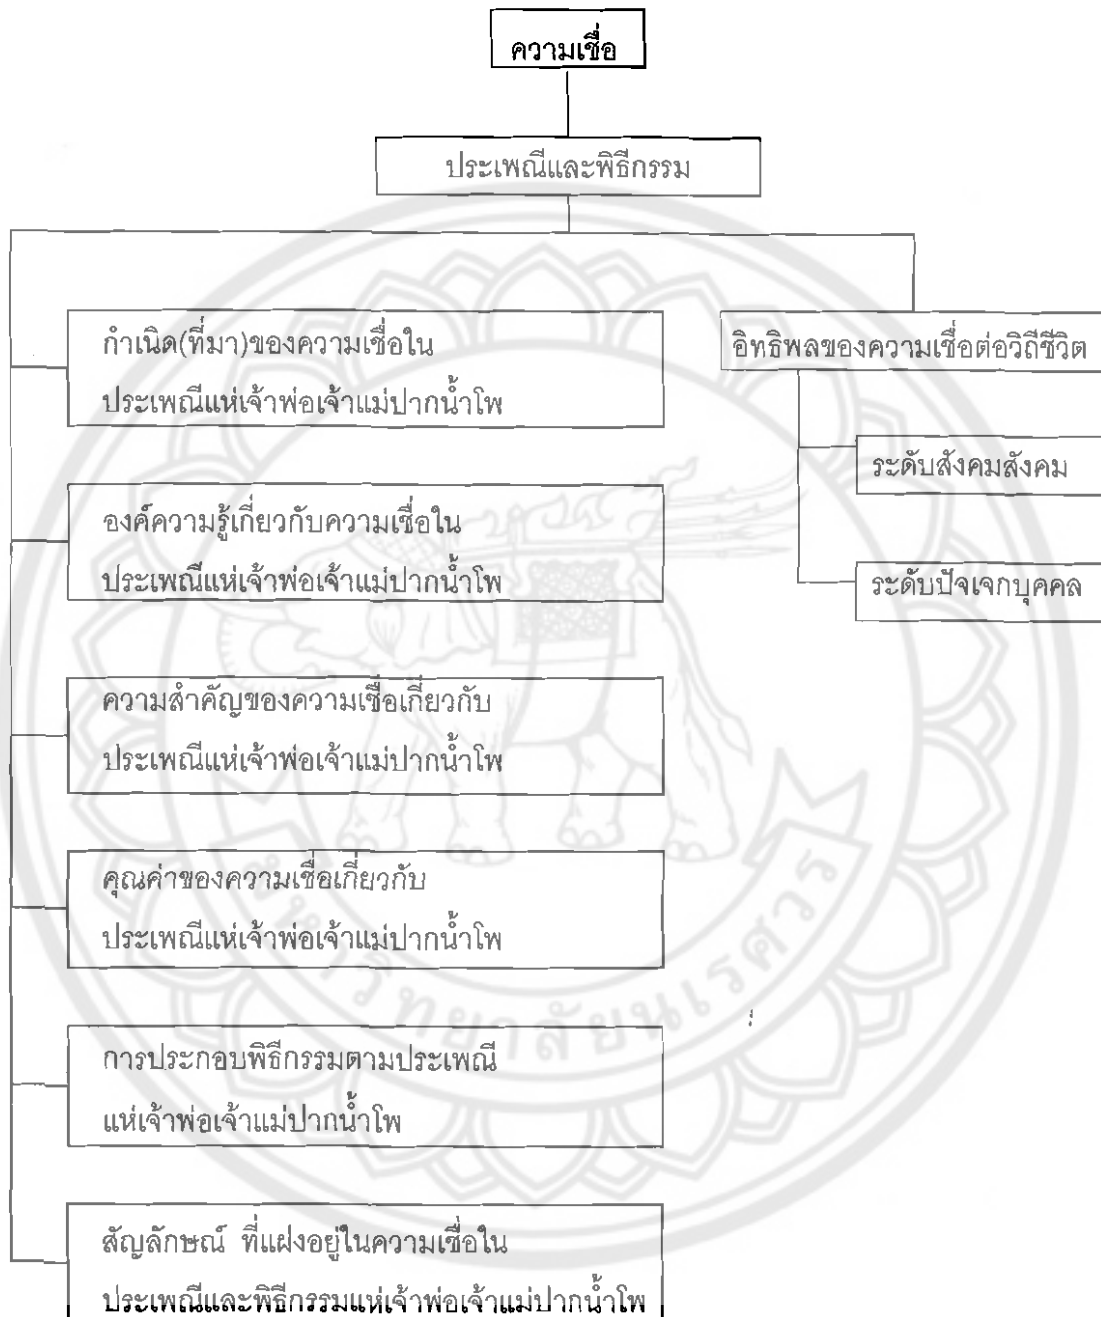 ความเชื่อ
ประเพณีและพิธีกรรม
กำเนิด(ที่มา)ของความเชื่อใน
ประเพณีแห่เจ้าพ่อเจ้าแม่ปากน้ำโพ
องค์ความรู้เกี่ยวกับความเชื่อใน
ประเพณีแห่เจ้าพ่อเจ้าแม่ปากน้ำโพ
ความสำคัญของความเชื่อเกี่ยวกับ
ประเพณีแห่เจ้าพ่อเจ้าแม่ปากน้ำโพ
คุณค่าของความเชื่อเกี่ยวกับ
ประเพณีแห่เจ้าพ่อเจ้าแม่ปากน้ำโพ
การประกอบพิธีกรรมตามประเพณี
แห่เจ้าพ่อเจ้าแม่ปากน้ำโพ
สัญลักษณ์ ที่แฝงอยู่ในความเชื่อใน
ประเพณีและพิธีกรรมแห่เจ้าพ่อเจ้าแม่ปากน้ำโพ
อิทธิพลของความเชื่อต่อวิถีชีวิต
ระดับสังคมสังคม
ระดับปัจเจกบุคคล
มหาวิทยาลัยนเรศวร